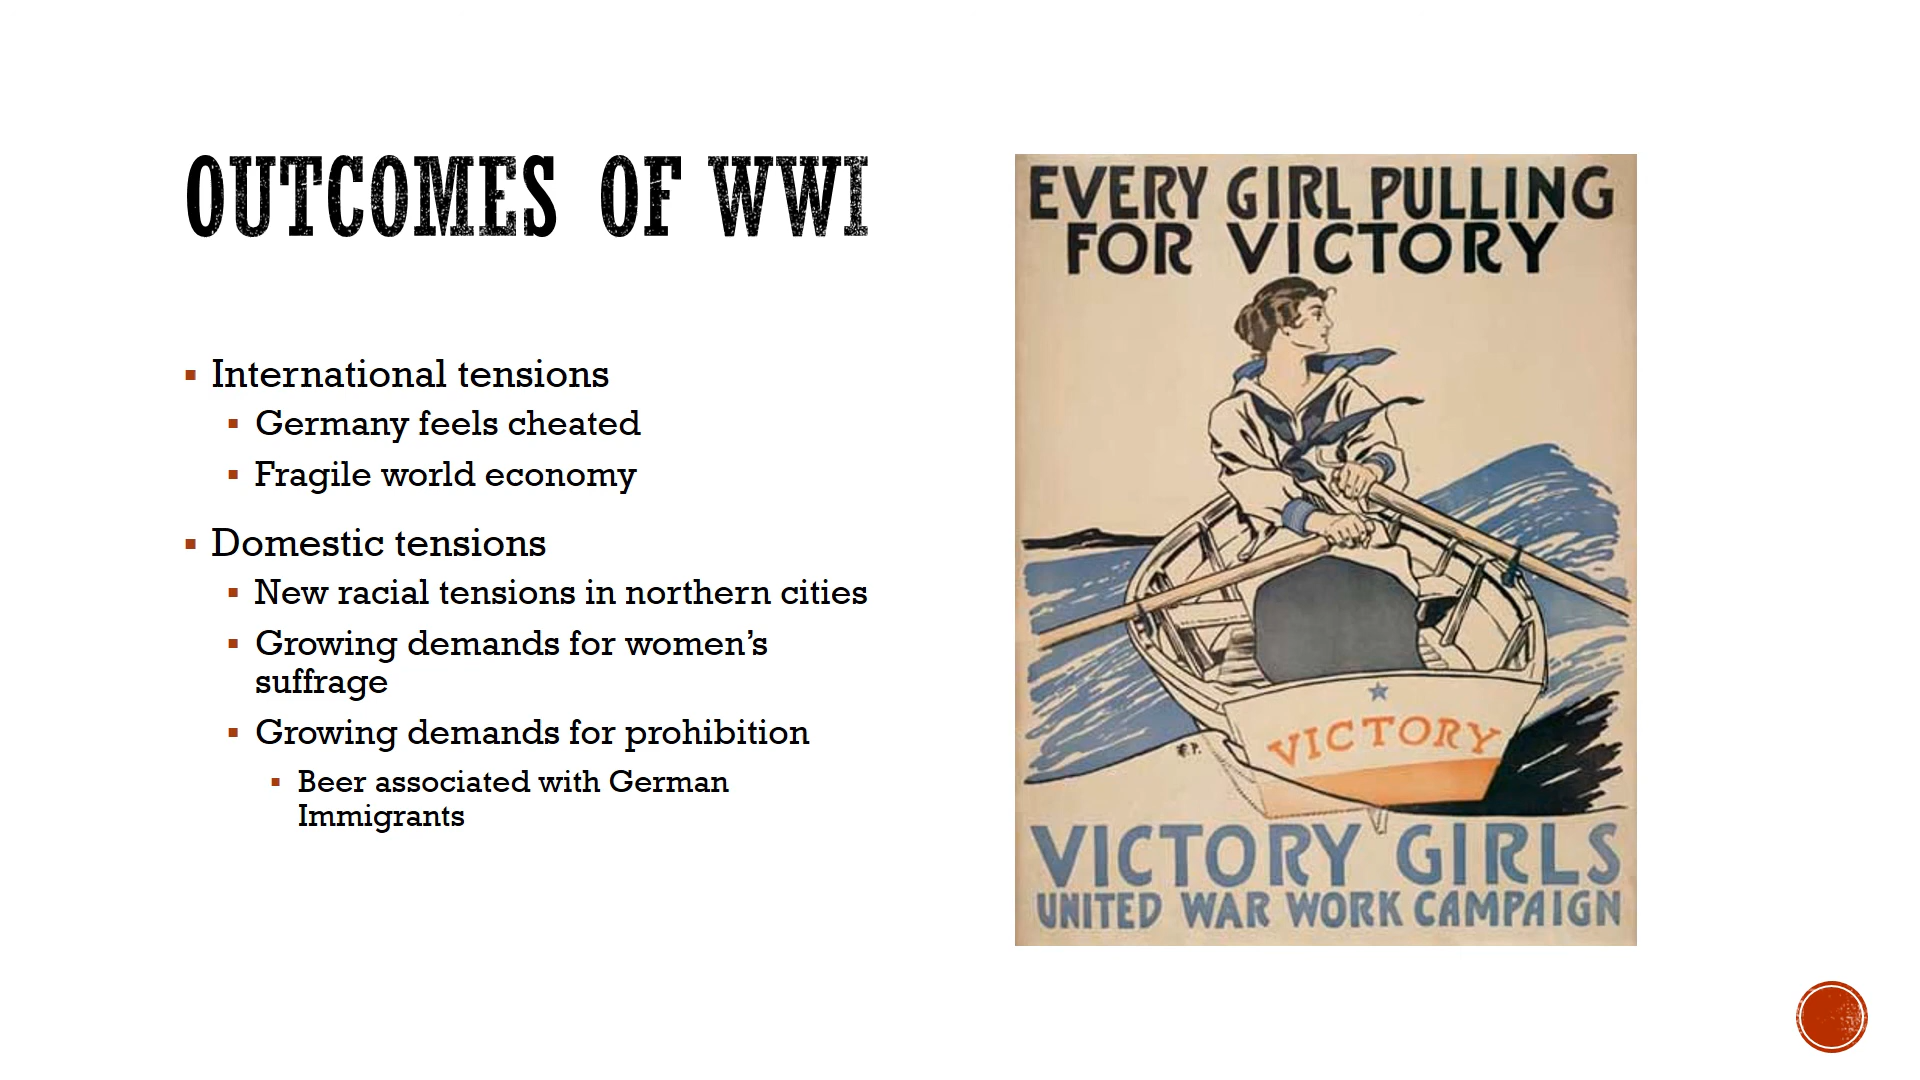 OUTCOMES OF WWI
▪ International tensions
▪ Germany feels cheated
▪ Fragile world economy
▪ Domestic tensions
▪ New racial tensions in northern cities
▪ Growing demands for women’s
suffrage
▪ Growing demands for prohibition
▪ Beer associated with German
Immigrants
EVERY GIRL PULLING
FOR VICTORY
VICTORY
E.P.
VICTORY GIRLS
UNITED WAR WORK CAMPAIGN